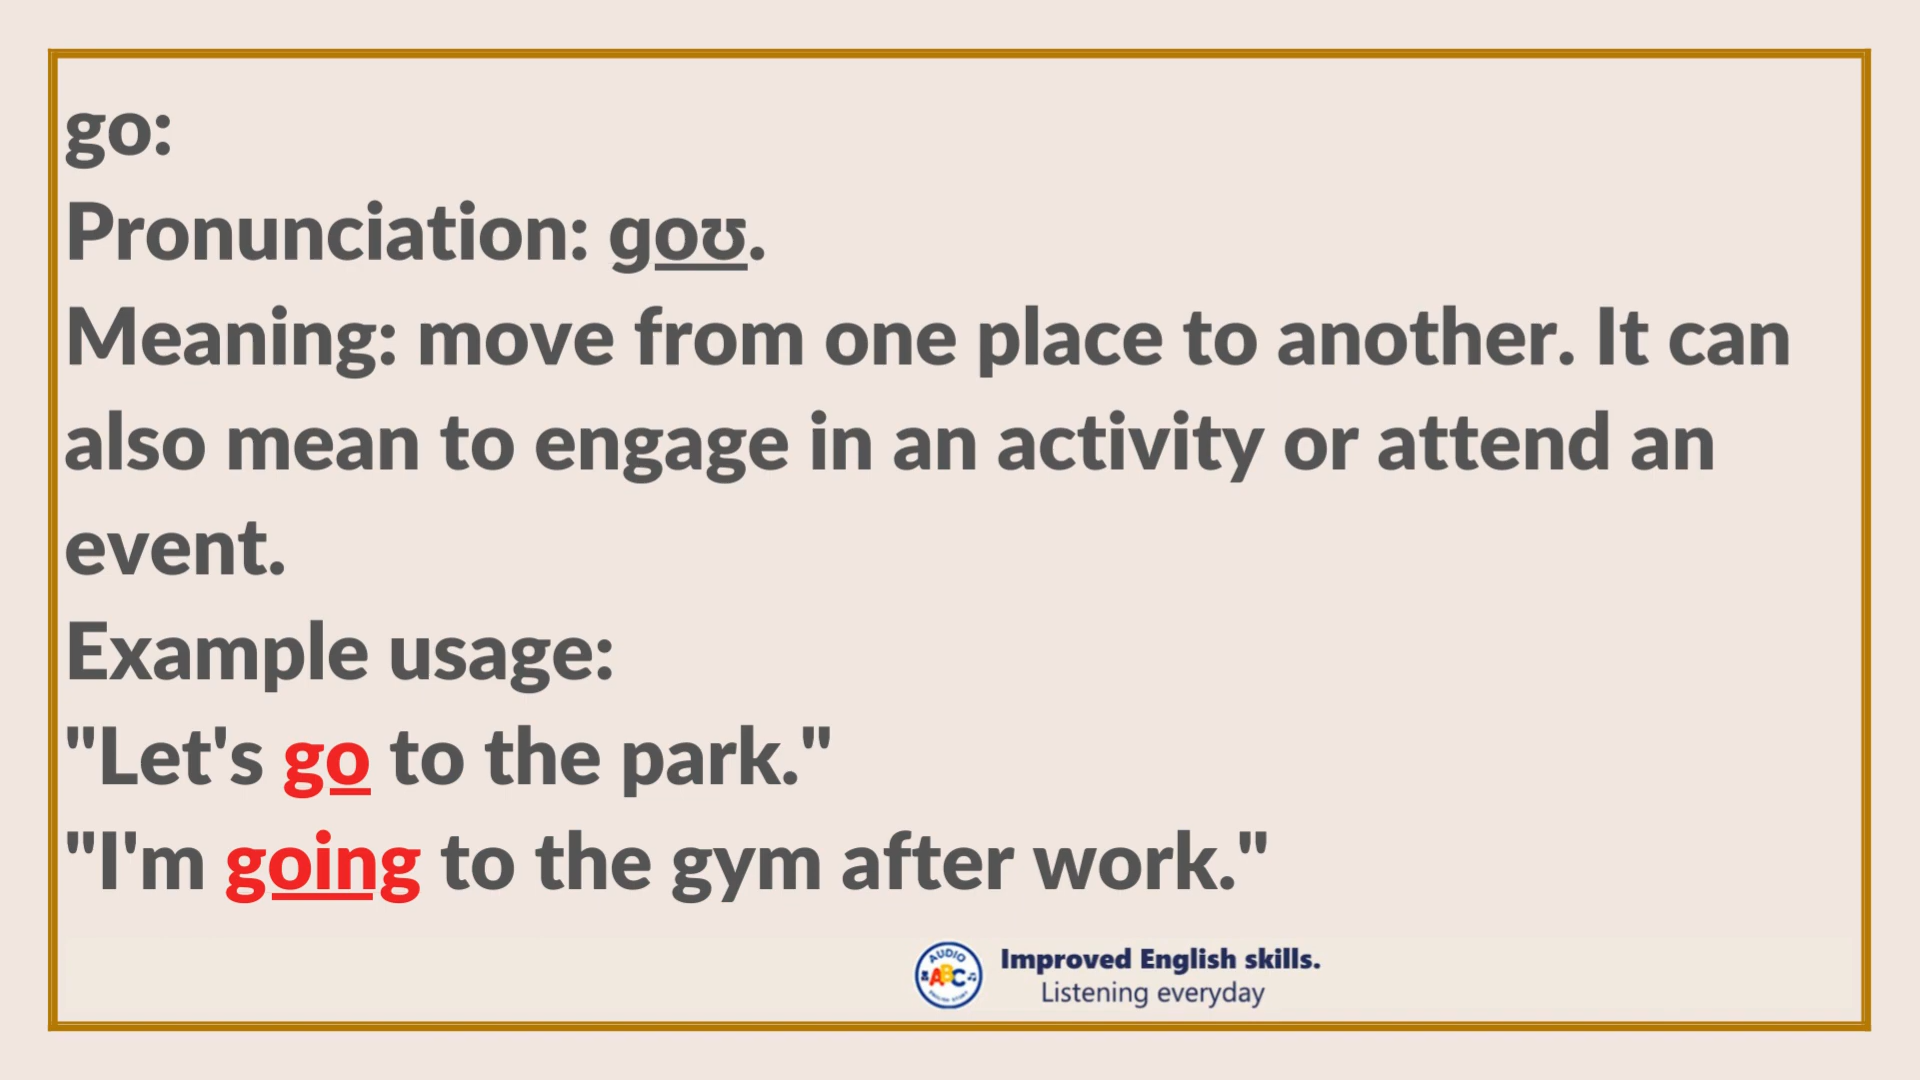 go:
Pronunciation: goʊ.
Meaning: move from one place to another. It can
also mean to engage in an activity or attend an
event.
Example usage:
"Let's go to the park."
"I'm going to the gym after work."
AUDIO
ABC
Improved English skills.
Listening everyday